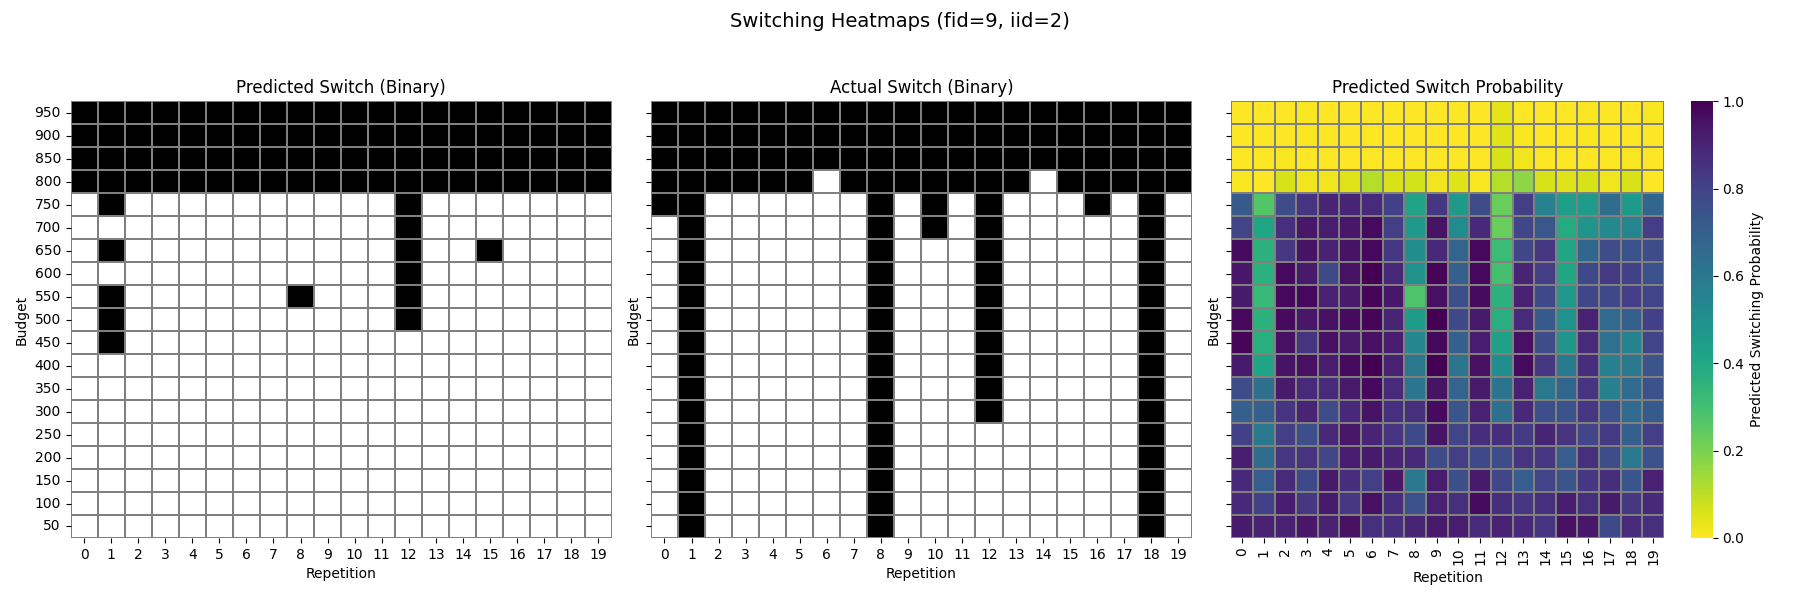 Switching Heatmaps (fid=9, iid=2)
Predicted Switch (Binary)
Budget
950
900
850
800
750
700
650
600
550
500
450
400
350
300
250
200
150
100
50
0 1 2 3 4 5 6 7 8 9 10 11 12 13 14 15 16 17 18 19
Repetition
Actual Switch (Binary)
Budget
0 1 2 3 4 5 6 7 8 9 10 11 12 13 14 15 16 17 18 19
Repetition
Predicted Switch Probability
Budget
0 1 2 3 4 5 6 7 8 9 10 11 12 13 14 15 16 17 18 19
Repetition
1.0
0.8
0.6
0.4
0.2
0.0
Predicted Switching Probability